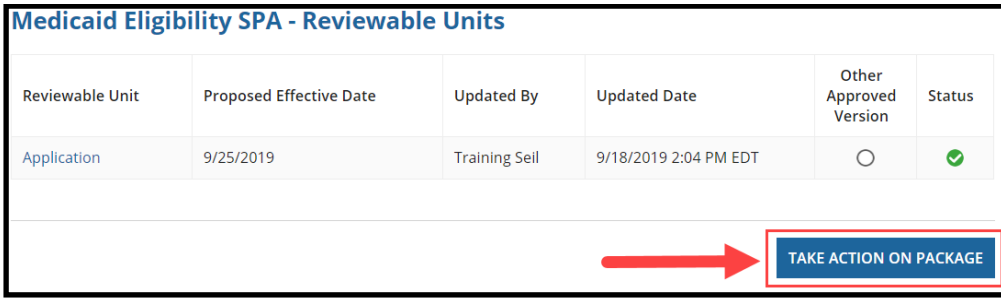 Medicaid Eligibility SPA - Reviewable Units
Reviewable Unit Proposed Effective Date Updated By Updated Date Other Approved Version Status
Application 9/25/2019 Training Seil 9/18/2019 2:04 PM EDT
TAKE ACTION ON PACKAGE